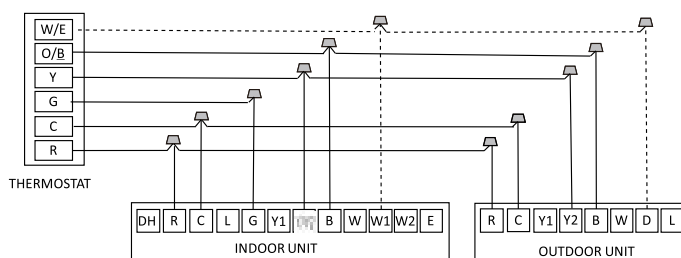 W/E
O/B
Y
G
C
R
THERMOSTAT
DH R C L G Y1 B W W1 W2 E
R C Y1 Y2 B W D L
INDOOR UNIT
OUTDOOR UNIT